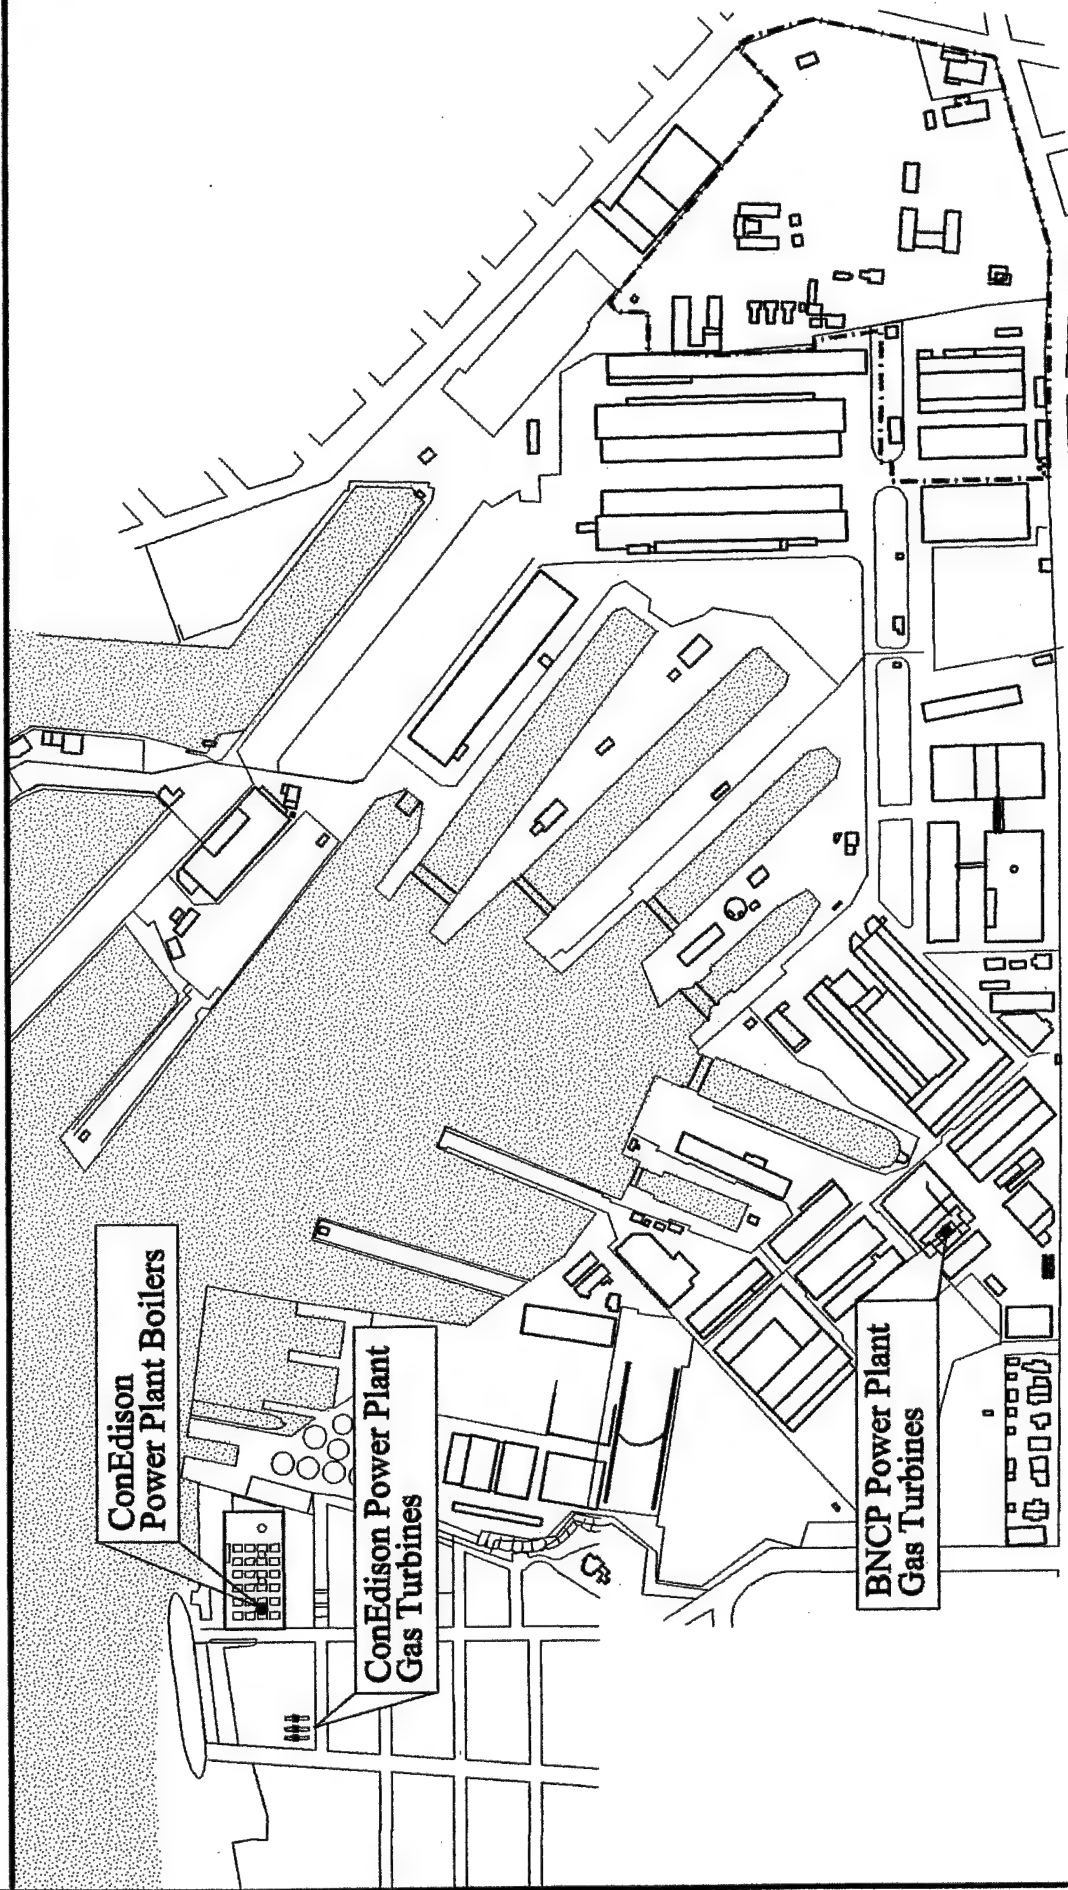 ConEdison
Power Plant Boilers
ConEdison Power Plant
Gas Turbines
BNCP Power Plant
Gas Turbines